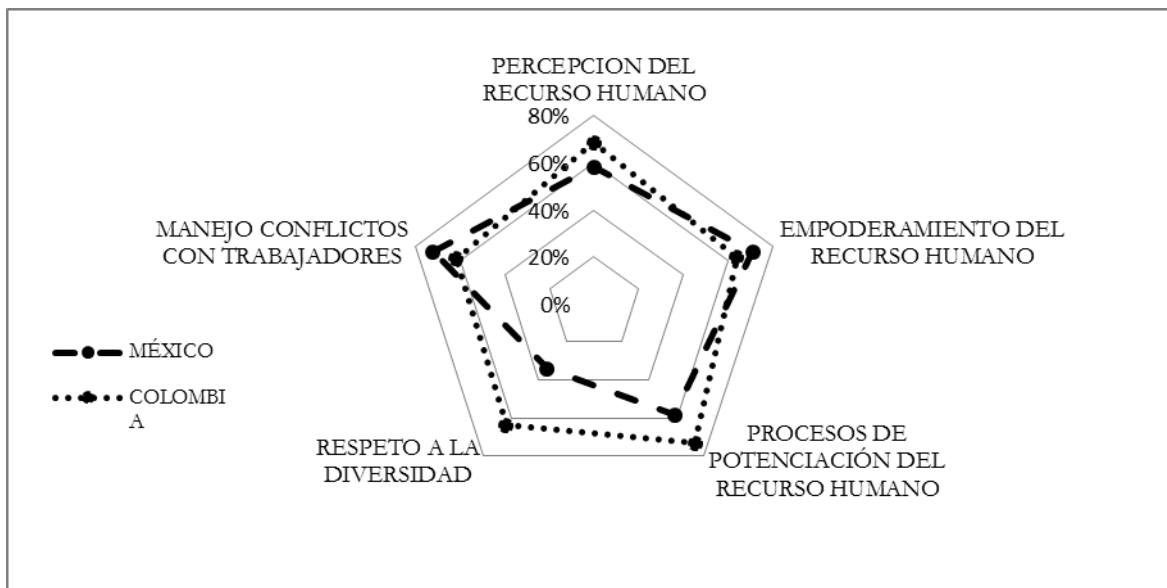 PERCEPCION DEL
RECURSO HUMANO
80%
60%
40%
20%
0%
EMPODERAMIENTO DEL
RECURSO HUMANO
PROCESOS DE
POTENCIACIÓN DEL
RECURSO HUMANO
RESPETO A LA
DIVERSIDAD
MANEJO CONFLICTOS
CON TRABAJADORES
MÉXICO
COLOMBI
A